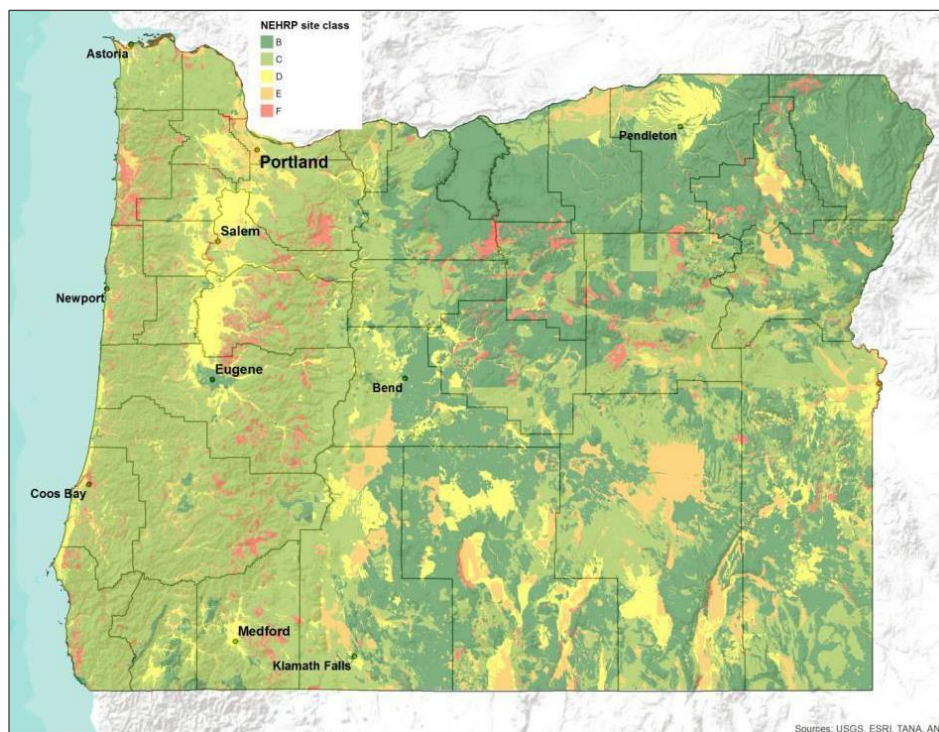 NEHRP site class
B
C
D
E
F
Astoria
Portland
Pendleton
Salem
Newport
Eugene
Bend
Coos Bay
Medford
Klamath Falls
Sources: USGS, ESRI, TANA, AN